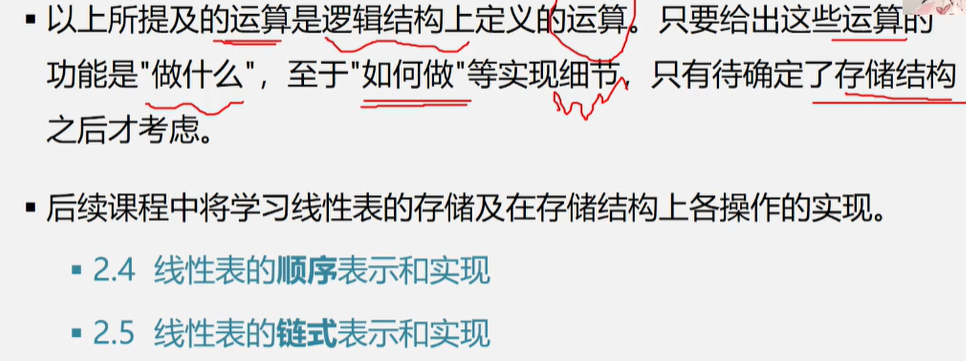 ▪ 以上所提及的运算是逻辑结构上定义的运算。只要给出这些运算的
功能是"做什么"，至于"如何做"等实现细节，只有待确定了存储结构
之后才考虑。
▪ 后续课程中将学习线性表的存储及在存储结构上各操作的实现。
▪ 2.4 线性表的顺序表示和实现
▪ 2.5 线性表的链式表示和实现